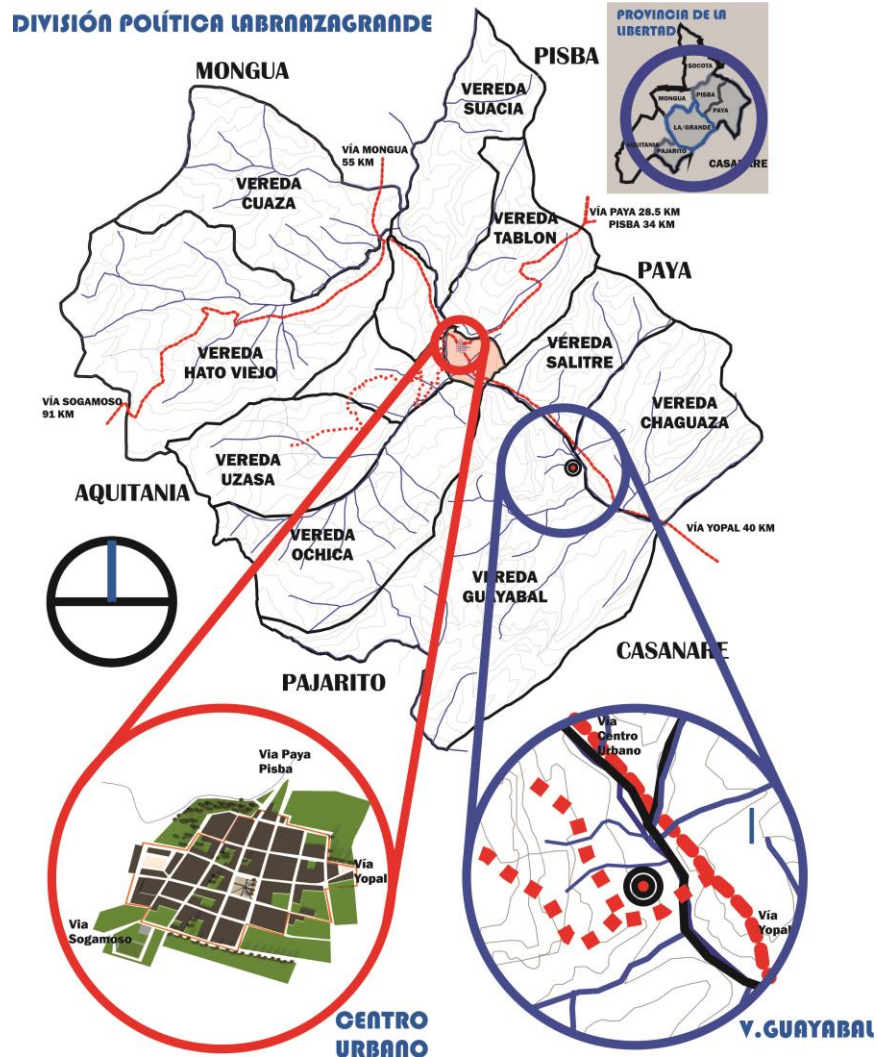 DIVISIÓN POLÍTICA LABRNAZAGRANDE
PROVINCIA DE LA
LIBERTAD
SOCOTA
MONGUA
PISBA
PAYA
LA/GRANDE
AQUITANIA
PAJARITO
CASANARE
MONGUA
PISBA
VEREDA
SUACIA
VÍA MONGUA
55 KM
VEREDA
CUAZA
VEREDA
TABLON
VÍA PAYA 28.5 KM
PISBA 34 KM
PAYA
VEREDA
HATO VIEJO
VEREDA
SALITRE
VEREDA
CHAGUAZA
VÍA SOGAMOSO
91 KM
VEREDA
UZASA
AQUITANIA
VEREDA
OCHICA
VÍA YOPAL 40 KM
VEREDA
GUAYABAL
CASANARE
PAJARITO
Vía Paya
Pisba
Vía
Yopal
Via
Sogamoso
CENTRO
URBANO
Vía
Centro
Urbano
Vía
Yopal
V.GUAYABAL